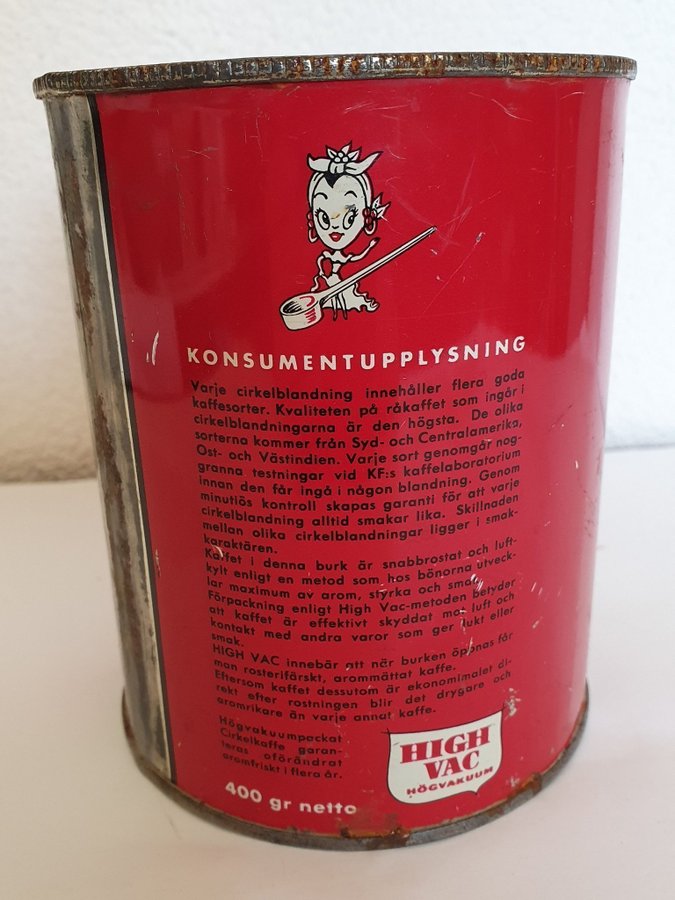 KONSUMENTUPPLYSNING
Varje cirkelblandning innehåller flera goda
kaffesorter. Kvaliteten på råkaffet som ingår i
cirkelblandningarna är den högsta. De olika
sorterna kommer från Syd- och Centralamerika,
Ost- och Västindien. Varje sort genomgår nog-
granna testningar vid KF:s kaffelaboratorium
innan den får ingå i någon blandning. Genom
minutiös kontroll skapas garanti för att varje
cirkelblandning alltid smakar lika. Skillnaden
mellan olika cirkelblandningar ligger i smak-
karaktären.
Kaffet i denna burk är snabbrostat och luft-
kylt enligt en metod som hos bönorna utveck-
lar maximum av arom, styrka och smak.
Förpackning enligt High Vac-metoden betyder
att kaffet är effektivt skyddat mot luft och
kontakt med andra varor som ger lukt eller
smak.
HIGH VAC innebär att när burken öppnas får
man rosterifärskt, arommättat kaffe.
Eftersom kaffet dessutom är ekonomimalet di-
rekt efter rostningen blir det drygare och
aromrikare än varje annat kaffe.
Högvakuumpackat
Cirkelkaffe garan-
teras oförändrat
aromfriskt i flera år.
400 gr netto
HIGH
VAC
HÖGVAKUUM